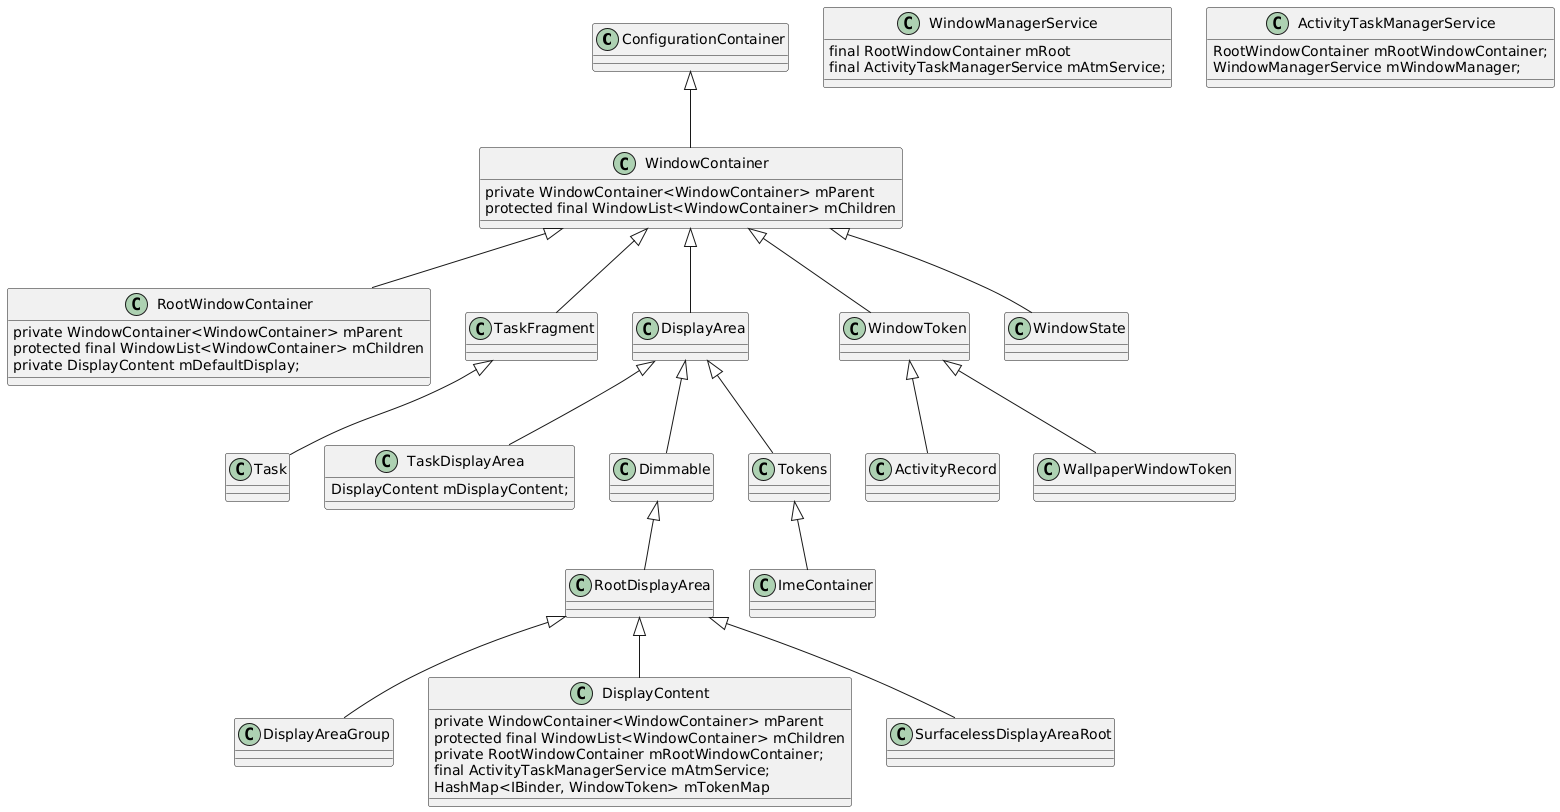 C ConfigurationContainer
C WindowManagerService
final RootWindowContainer mRoot
final ActivityTaskManagerService mAtmService;
C ActivityTaskManagerService
RootWindowContainer mRootWindowContainer;
WindowManagerService mWindowManager;
C WindowContainer
private WindowContainer<WindowContainer> mParent
protected final WindowList<WindowContainer> mChildren
C RootWindowContainer
private WindowContainer<WindowContainer> mParent
protected final WindowList<WindowContainer> mChildren
private DisplayContent mDefaultDisplay;
C TaskFragment
C DisplayArea
C WindowToken
C WindowState
C Task
C TaskDisplayArea
DisplayContent mDisplayContent;
C Dimmable
C Tokens
C ActivityRecord
C WallpaperWindowToken
C RootDisplayArea
C ImeContainer
C DisplayAreaGroup
C DisplayContent
private WindowContainer<WindowContainer> mParent
protected final WindowList<WindowContainer> mChildren
private RootWindowContainer mRootWindowContainer;
final ActivityTaskManagerService mAtmService;
HashMap<IBinder, WindowToken> mTokenMap
C SurfacelessDisplayAreaRoot